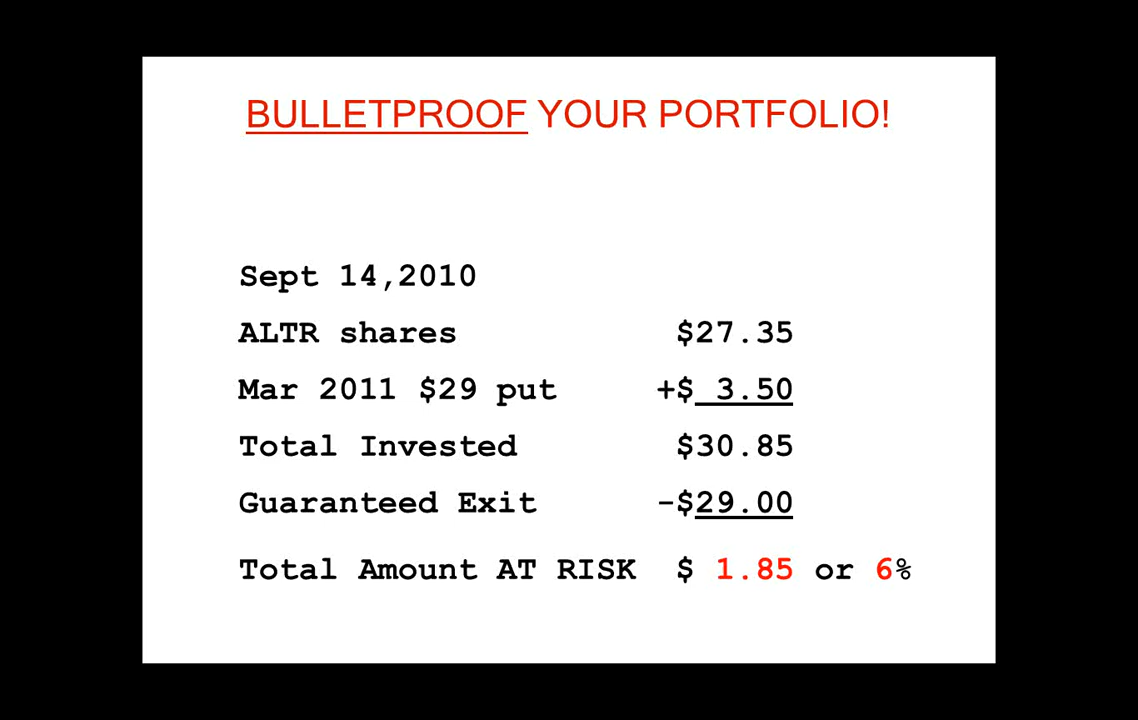 BULLETPROOF YOUR PORTFOLIO!
Sept 14,2010
ALTR shares $27.35
Mar 2011 $29 put +$ 3.50
Total Invested $30.85
Guaranteed Exit -$29.00
Total Amount AT RISK $ 1.85 or 6%